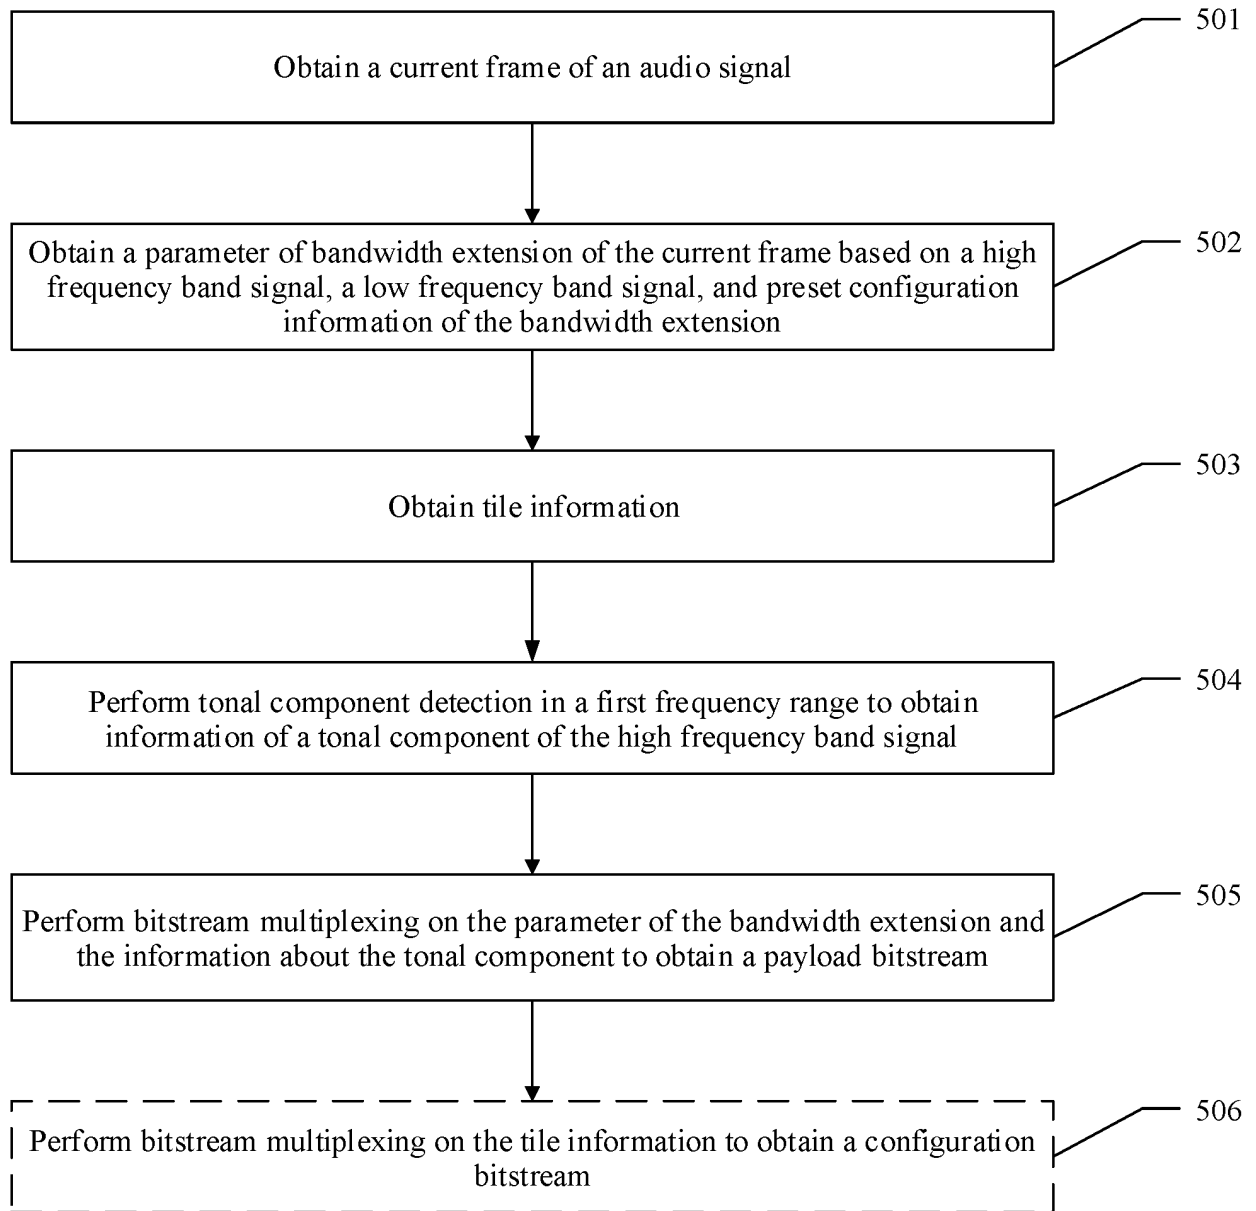 501
Obtain a current frame of an audio signal
502
Obtain a parameter of bandwidth extension of the current frame based on a high
frequency band signal, a low frequency band signal, and preset configuration
information of the bandwidth extension
503
Obtain tile information
504
Perform tonal component detection in a first frequency range to obtain
information of a tonal component of the high frequency band signal
505
Perform bitstream multiplexing on the parameter of the bandwidth extension and
the information about the tonal component to obtain a payload bitstream
506
Perform bitstream multiplexing on the tile information to obtain a configuration
bitstream